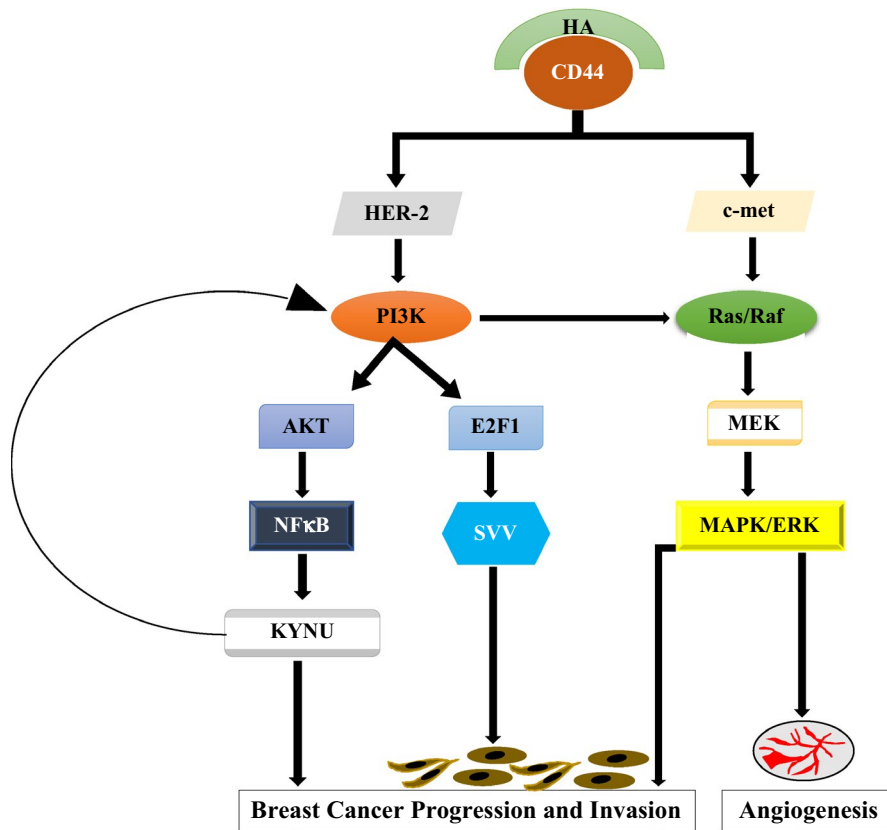 HA
CD44
HER-2
c-met
PI3K
Ras/Raf
AKT
E2F1
MEK
NFκB
SVV
MAPK/ERK
KYNU
Breast Cancer Progression and Invasion
Angiogenesis